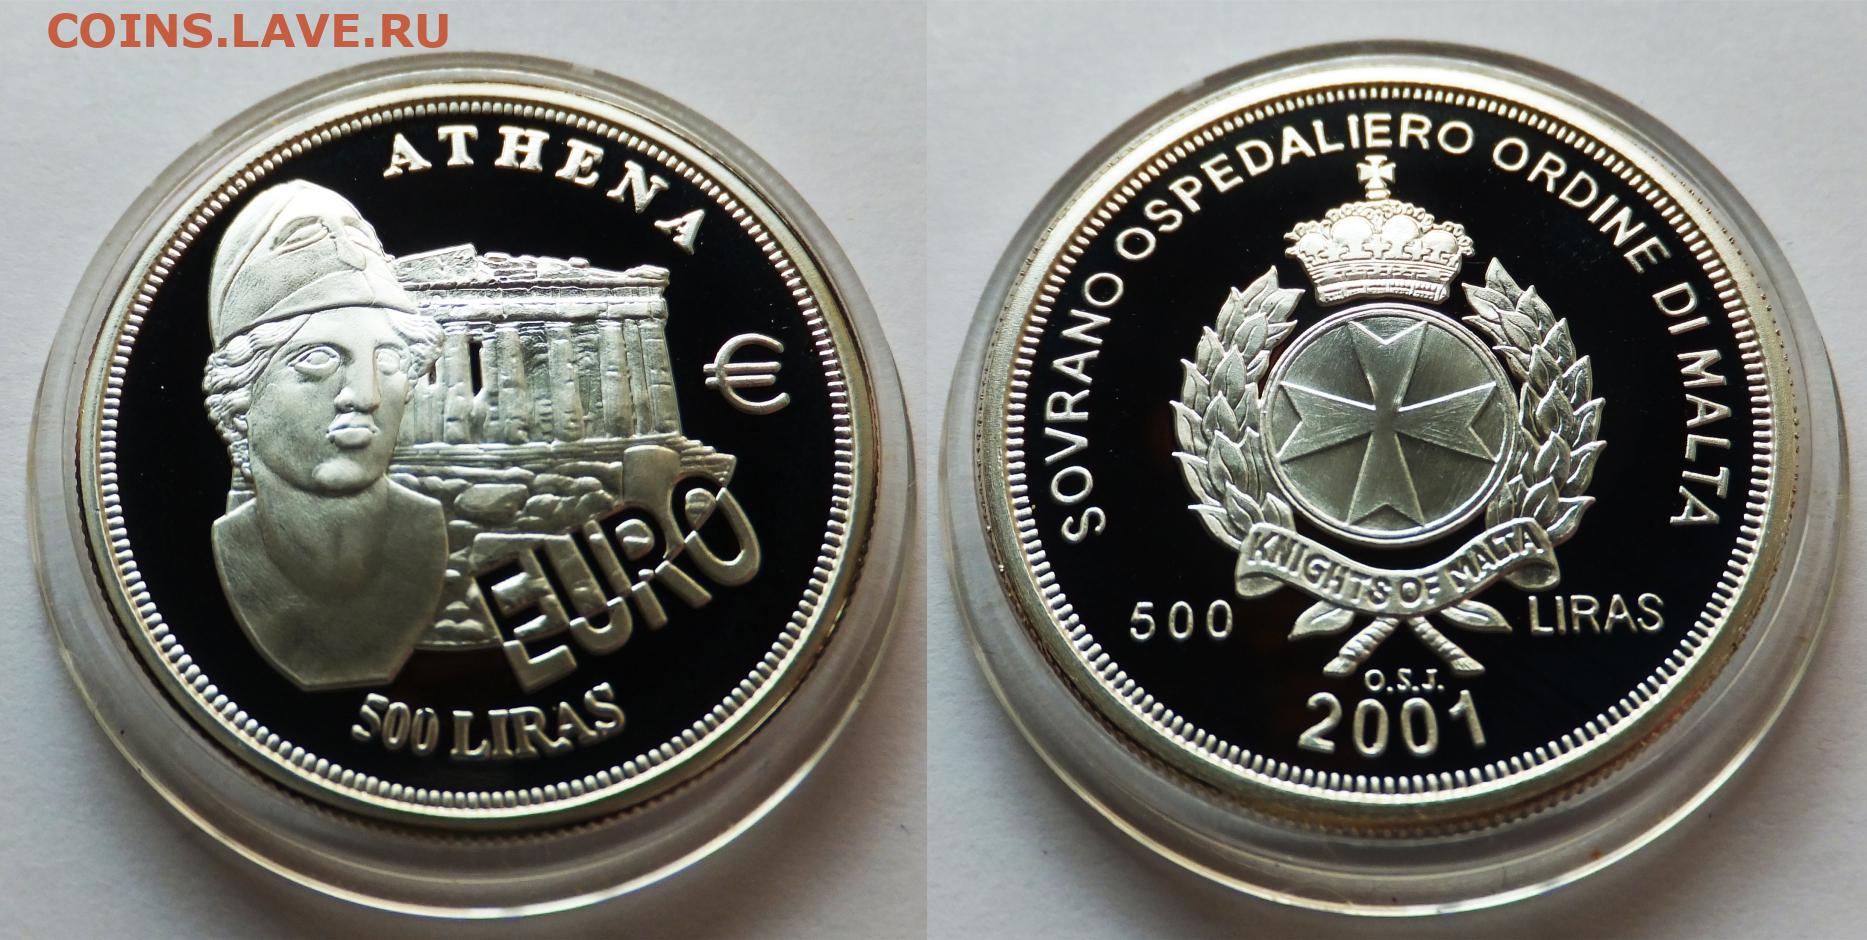 COINS.LAVE.RU
ATHENA
€
EURO
500 LIRAS
SOVRANO OSPEDALIERO ORDINE DI MALTA
KNIGHTS OF MALTA
500 LIRAS
O.S.J.
2001